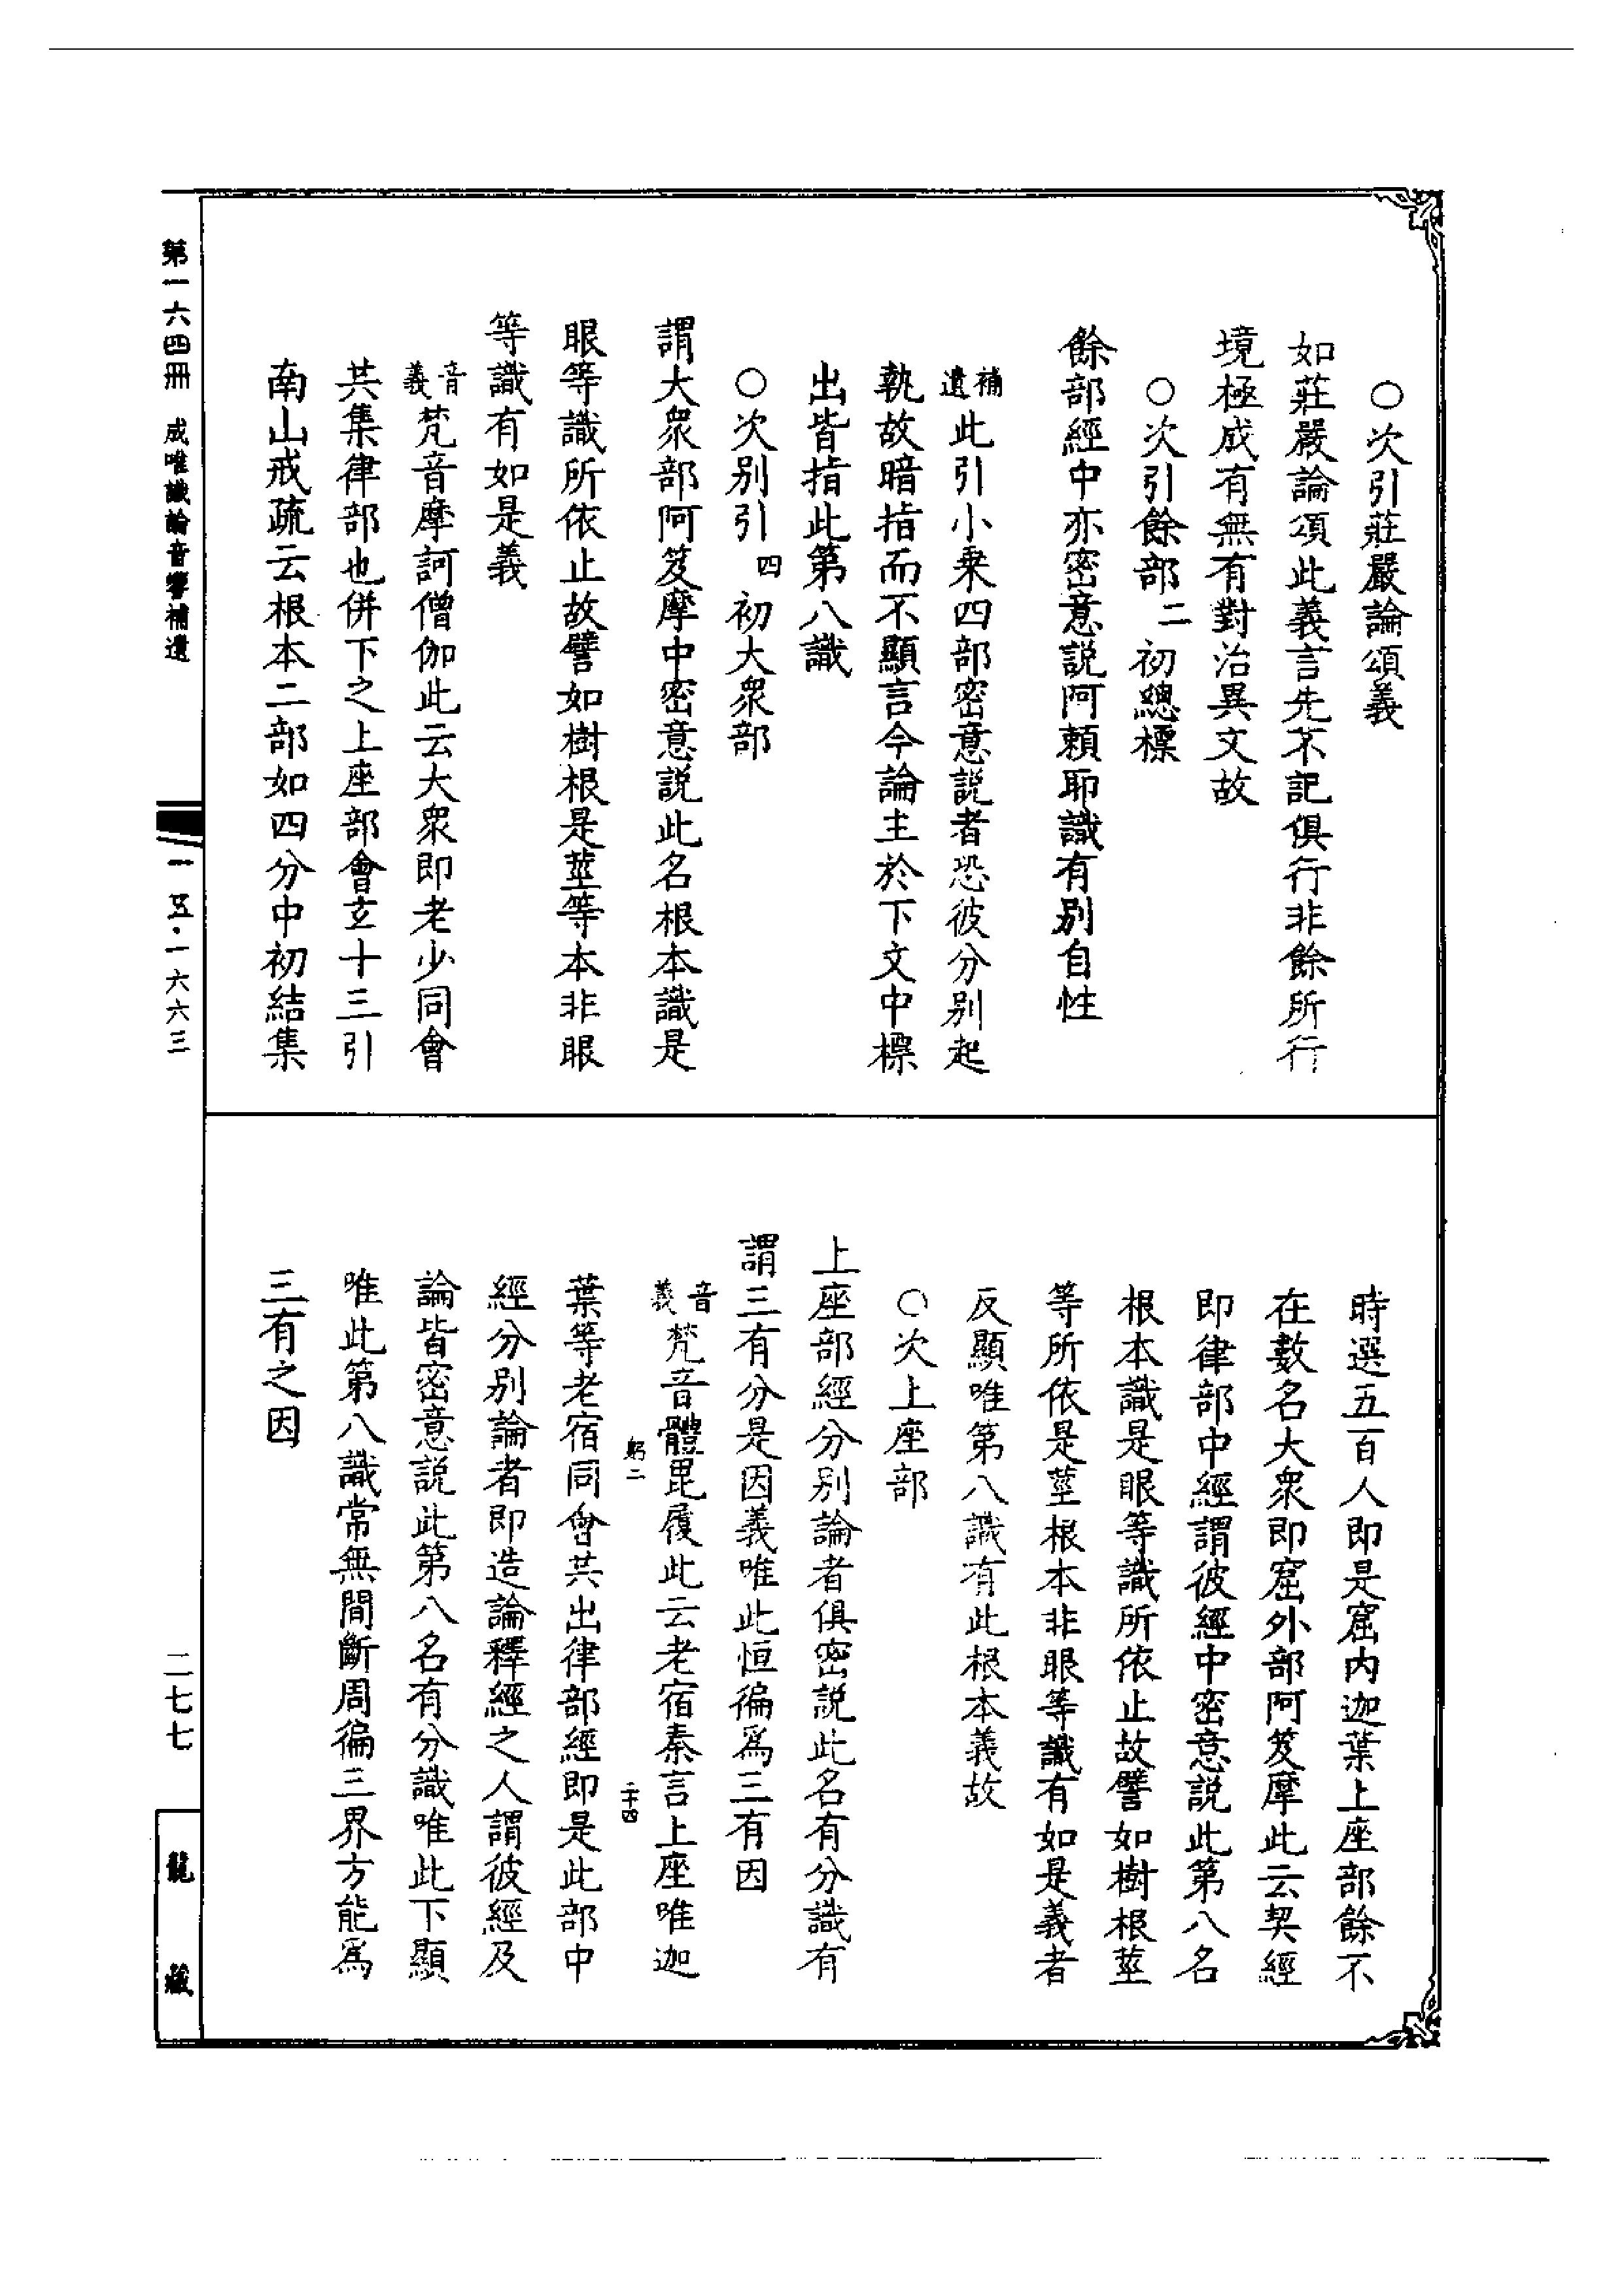 ○次引莊嚴論頌義
如莊嚴論頌此義言先不記俱行非餘所行
境極成有無有對治異文故
○次引餘部二初總標
餘部經中亦密意説阿賴耶識有别自性
補遺此引小乘四部密意説者恐彼分别起
執故暗指而不顯言今論主於下文中標
出皆指此第八識
○次别引四初大衆部
謂大衆部阿笈摩中密意説此名根本識是
眼等識所依止故譬如樹根是莖等本非眼
等識有如是義
音義梵音摩訶僧伽此云大衆即老少同會
共集律部也併下之上座部會玄十三引
南山戒疏云根本二部如四分中初結集
時選五百人即是窟内迦葉上座部餘不
在數名大衆即窟外部阿笈摩此云契經
即律部中經謂彼經中密意説此第八名
根本識是眼等識所依止故譬如樹根莖
等所依是莖根本非眼等識有如是義者
反顯唯第八識有此根本義故
○次上座部
上座部經分别論者俱密説此名有分識有
謂三有分是因義唯此恒徧爲三有因
音義梵音體毘履此云老宿秦言上座唯迦
躬二
二十四
葉等老宿同會共出律部經即是此部中
經分别論者即造論釋經之人謂彼經及
論皆密意説此第八名有分識唯此下顯
唯此第八識常無間斷周徧三界方能爲
三有之因
第一六四冊 成唯識論音響補遺
一五·一六六三
二七七
龍藏